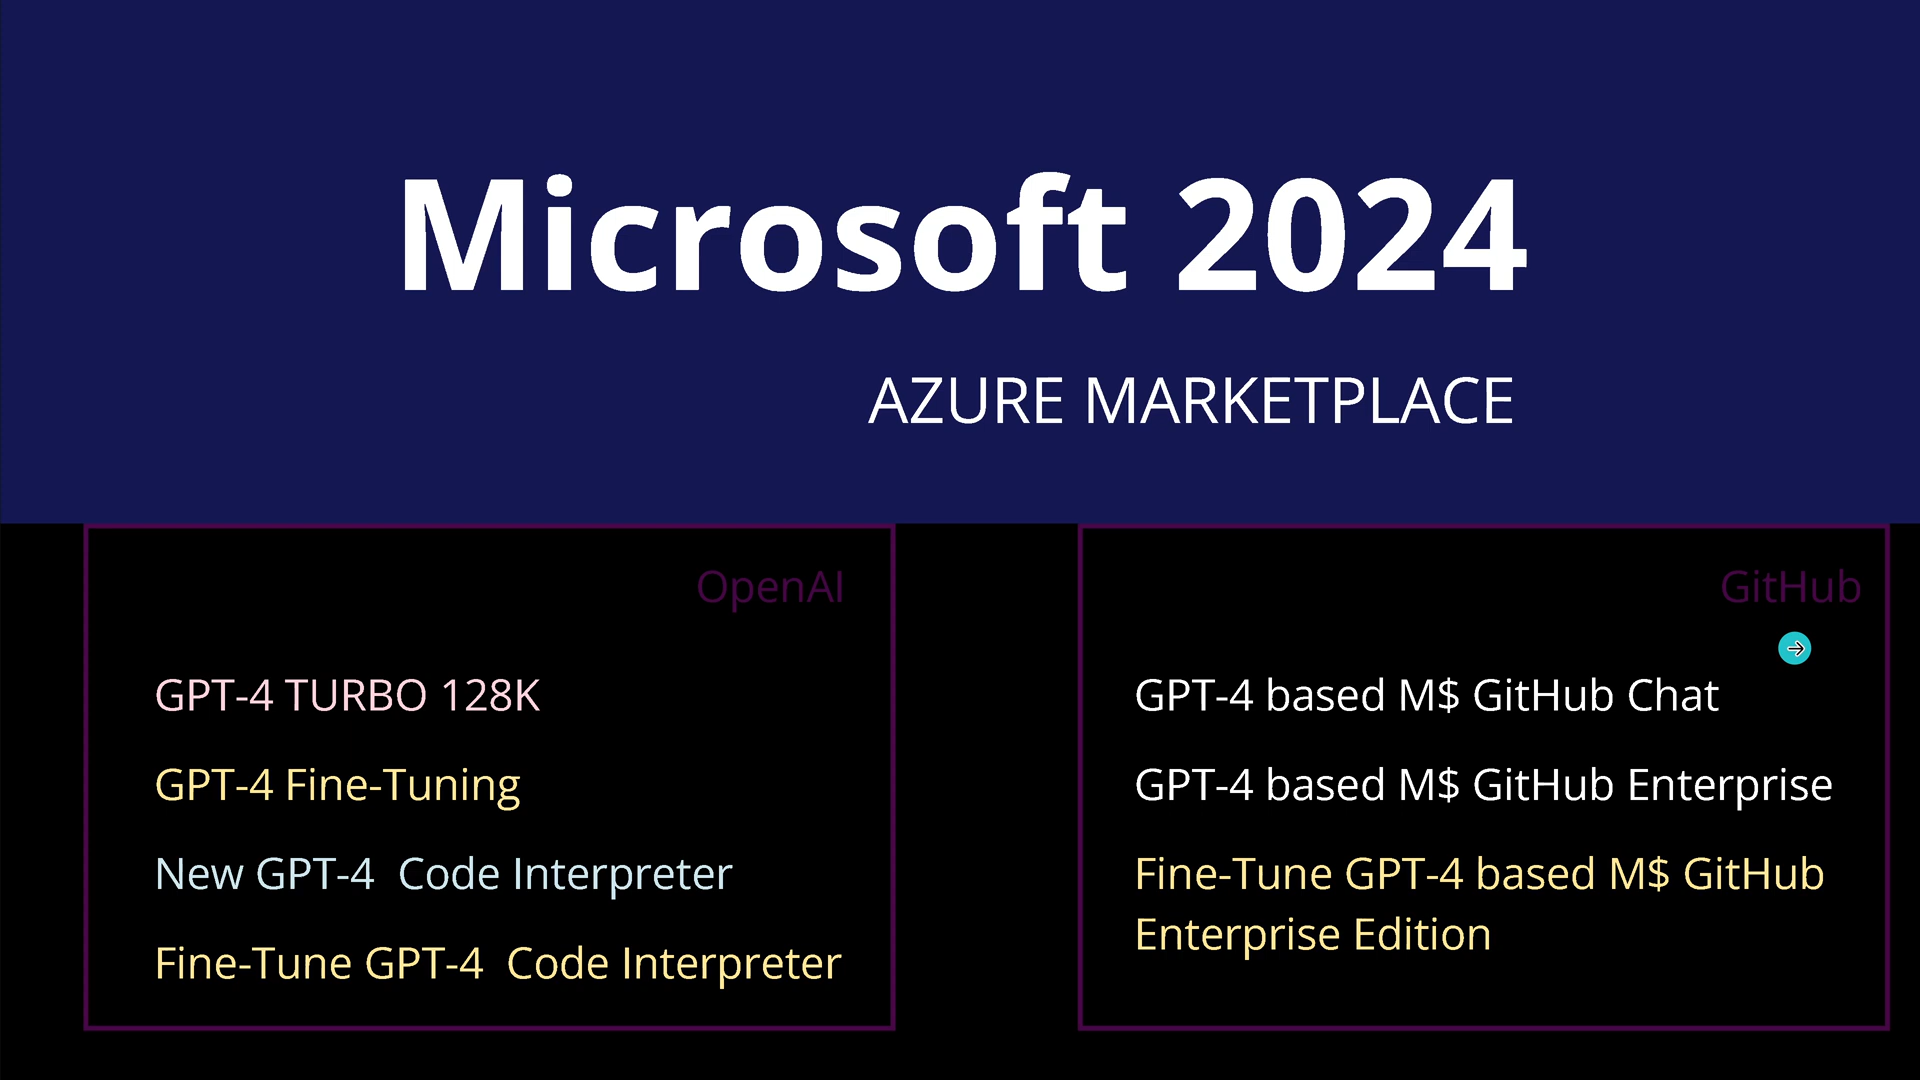 Microsoft 2024
AZURE MARKETPLACE
OpenAI
GPT-4 TURBO 128K
GPT-4 Fine-Tuning
New GPT-4  Code Interpreter
Fine-Tune GPT-4  Code Interpreter
GitHub
GPT-4 based M$ GitHub Chat
GPT-4 based M$ GitHub Enterprise
Fine-Tune GPT-4 based M$ GitHub
Enterprise Edition